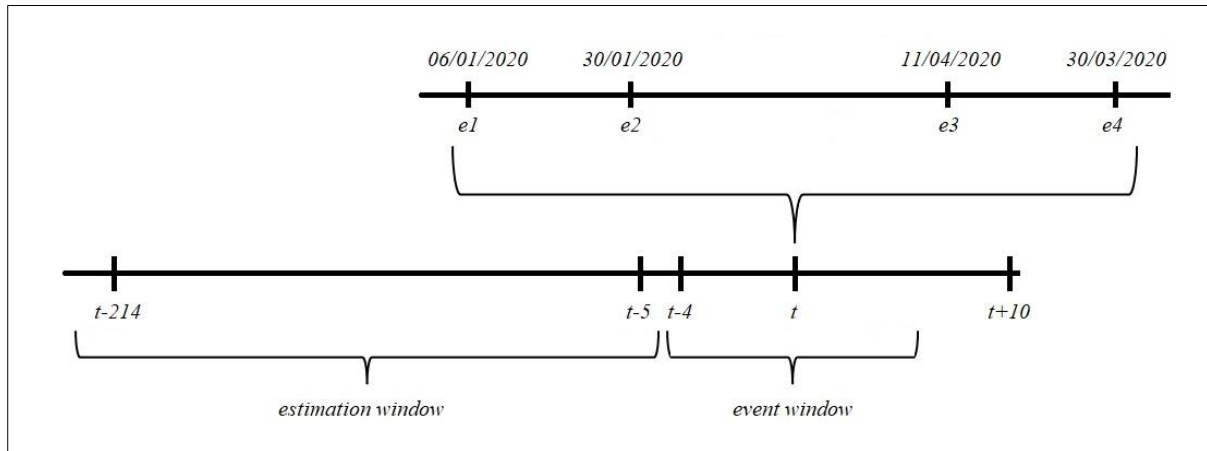 06/01/2020 30/01/2020 11/04/2020 30/03/2020
e1 e2 e3 e4
t-214 t-5 t-4 t t+10
estimation window event window